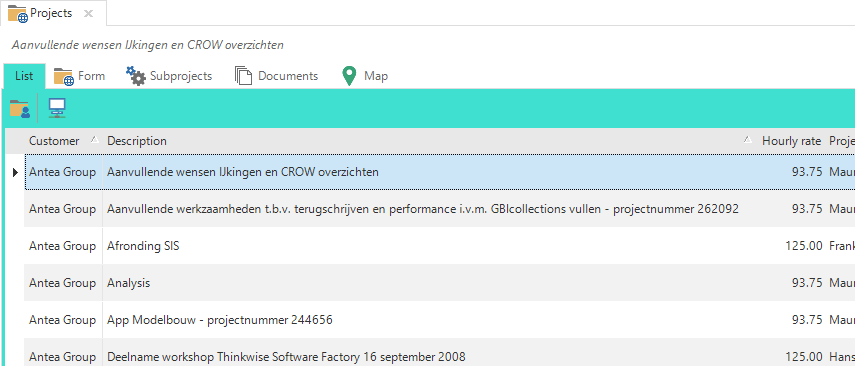 Projects
Aanvullende wensen IJkingen en CROW overzichten
List Form Subprojects Documents Map
Customer Description Hourly rate Proje
Antea Group Aanvullende wensen IJkingen en CROW overzichten 93.75 Maur
Antea Group Aanvullende werkzaamheden t.b.v. terugschrijven en performance i.v.m. GBIcollections vullen - projectnummer 262092 93.75 Maur
Antea Group Afronding SIS 125.00 Frank
Antea Group Analysis 93.75 Maur
Antea Group App Modelbouw - projectnummer 244656 93.75 Maur
Antea Group Deelname workshop Thinkwise Software Factory 16 september 2008 125.00 Hans